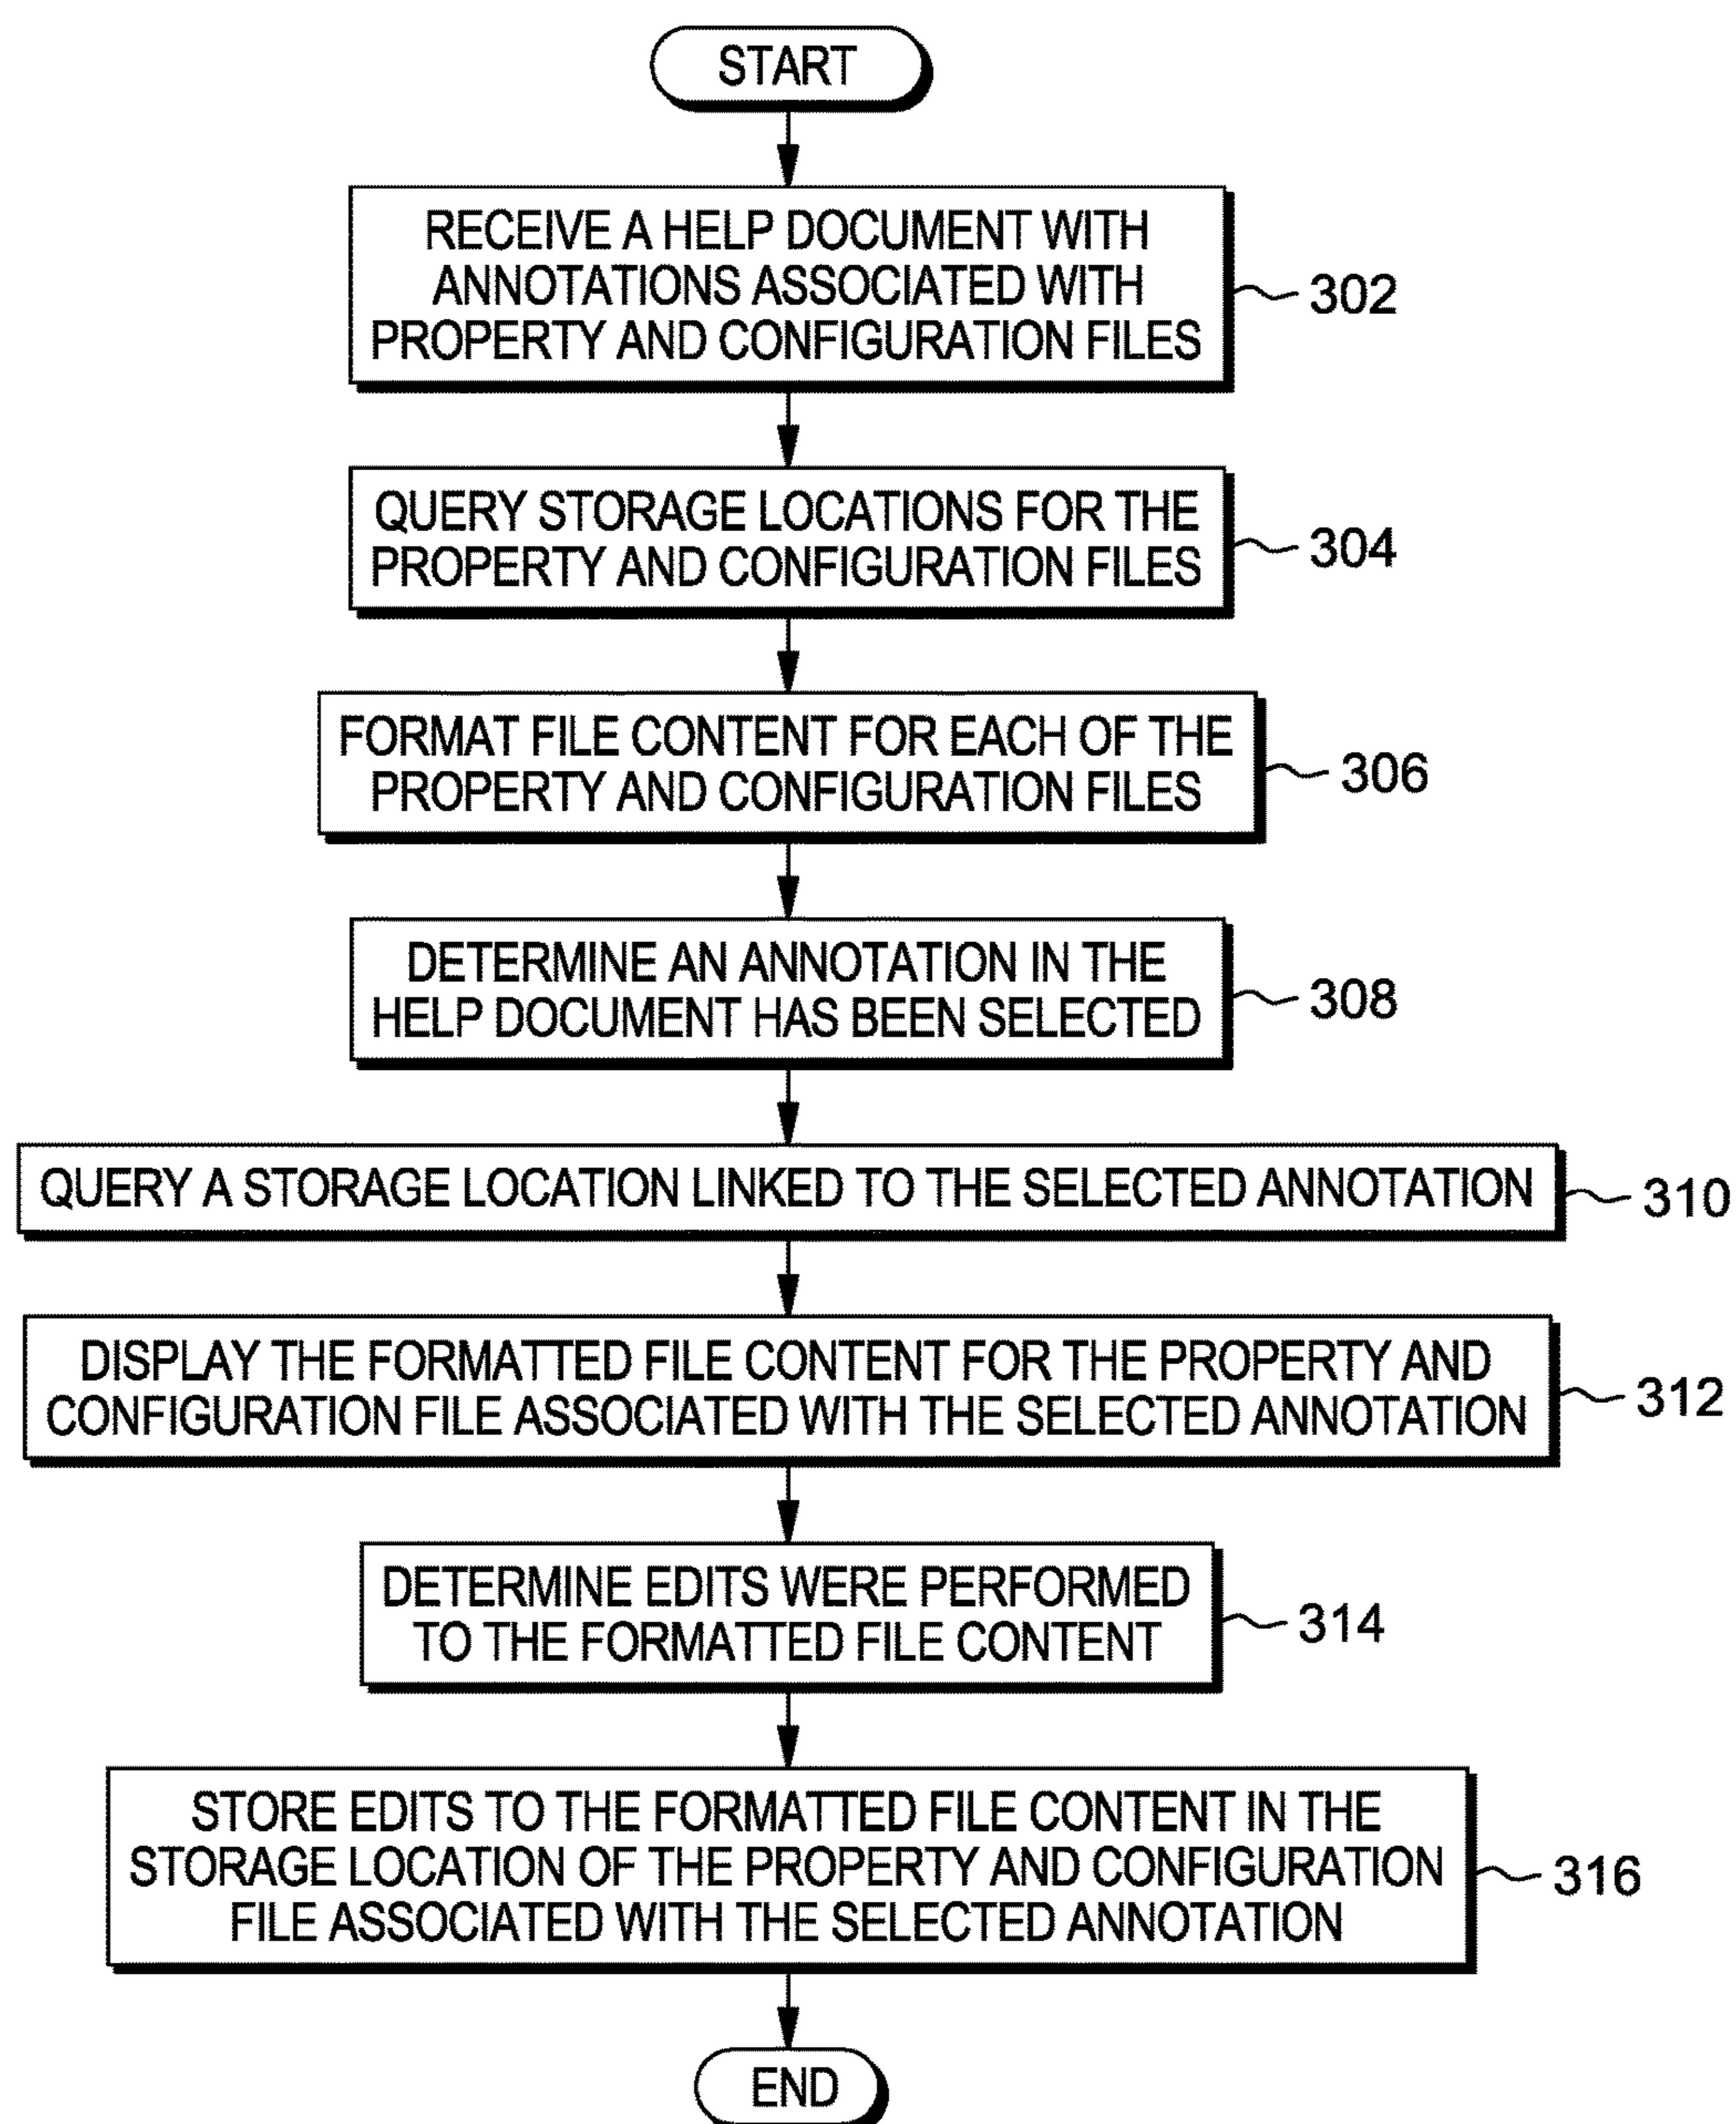 START
RECEIVE A HELP DOCUMENT WITH
ANNOTATIONS ASSOCIATED WITH
PROPERTY AND CONFIGURATION FILES
302
QUERY STORAGE LOCATIONS FOR THE
PROPERTY AND CONFIGURATION FILES
304
FORMAT FILE CONTENT FOR EACH OF THE
PROPERTY AND CONFIGURATION FILES
306
DETERMINE AN ANNOTATION IN THE
HELP DOCUMENT HAS BEEN SELECTED
308
QUERY A STORAGE LOCATION LINKED TO THE SELECTED ANNOTATION
310
DISPLAY THE FORMATTED FILE CONTENT FOR THE PROPERTY AND
CONFIGURATION FILE ASSOCIATED WITH THE SELECTED ANNOTATION
312
DETERMINE EDITS WERE PERFORMED
TO THE FORMATTED FILE CONTENT
314
STORE EDITS TO THE FORMATTED FILE CONTENT IN THE
STORAGE LOCATION OF THE PROPERTY AND CONFIGURATION
FILE ASSOCIATED WITH THE SELECTED ANNOTATION
316
END